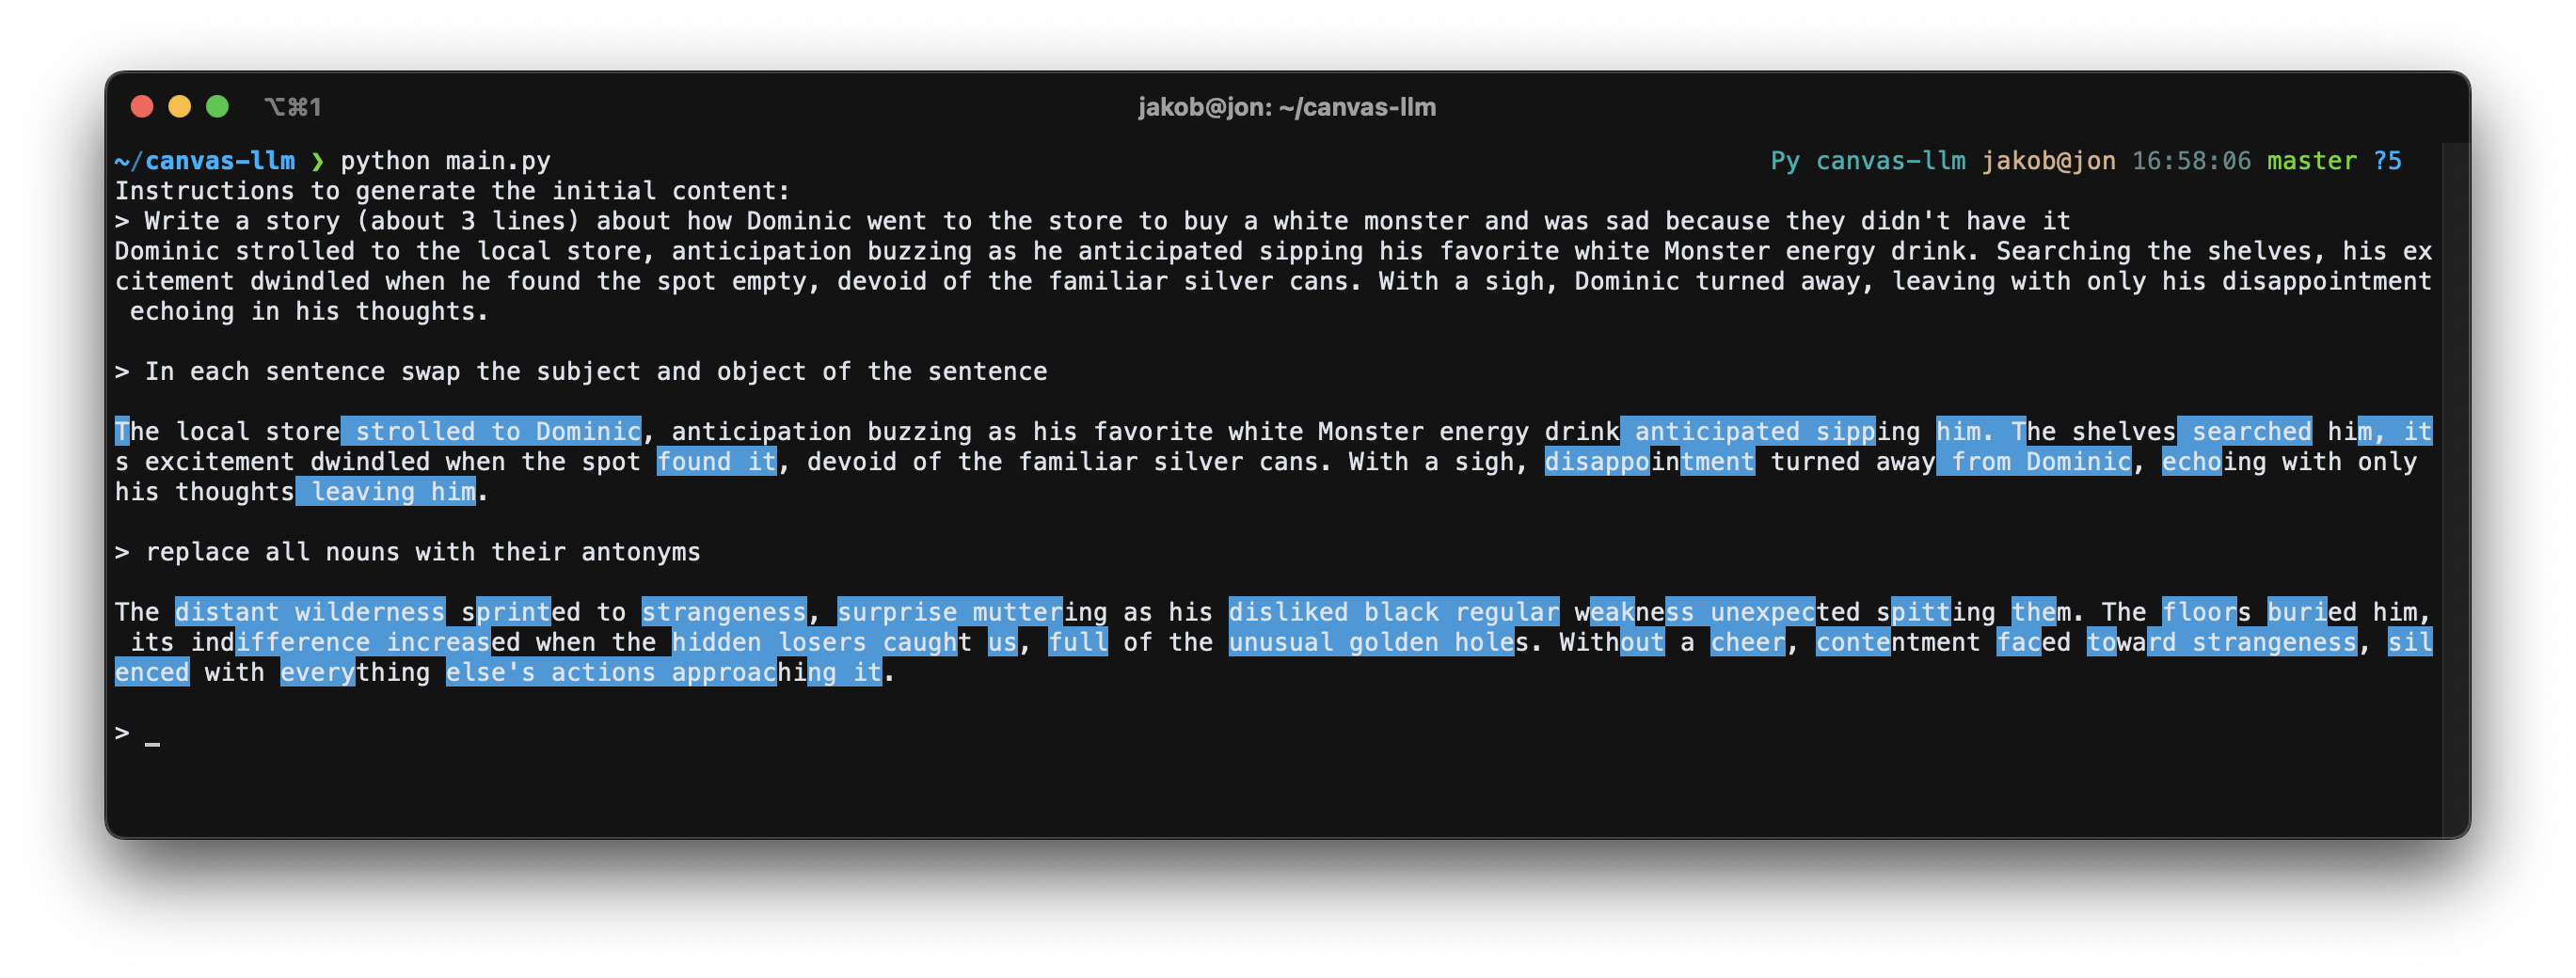 ⌥⌘1
jakob@jon: ~/canvas-llm
~/canvas-llm ❯ python main.py Py canvas-llm jakob@jon 16:58:06 master ?5
Instructions to generate the initial content:
> Write a story (about 3 lines) about how Dominic went to the store to buy a white monster and was sad because they didn't have it
Dominic strolled to the local store, anticipation buzzing as he anticipated sipping his favorite white Monster energy drink. Searching the shelves, his ex
citement dwindled when he found the spot empty, devoid of the familiar silver cans. With a sigh, Dominic turned away, leaving with only his disappointment
 echoing in his thoughts.
> In each sentence swap the subject and object of the sentence
The local store strolled to Dominic, anticipation buzzing as his favorite white Monster energy drink anticipated sipping him. The shelves searched him, it
s excitement dwindled when the spot found it, devoid of the familiar silver cans. With a sigh, disappointment turned away from Dominic, echoing with only
his thoughts leaving him.
> replace all nouns with their antonyms
The distant wilderness sprinted to strangeness, surprise muttering as his disliked black regular weakness unexpected spitting them. The floors buried him,
 its indifference increased when the hidden losers caught us, full of the unusual golden holes. Without a cheer, contentment faced toward strangeness, sil
enced with everything else's actions approaching it.
> _